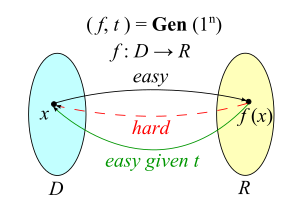 (f, t) = Gen (1ⁿ)
f : D → R
easy
x
f(x)
hard
easy given t
D
R